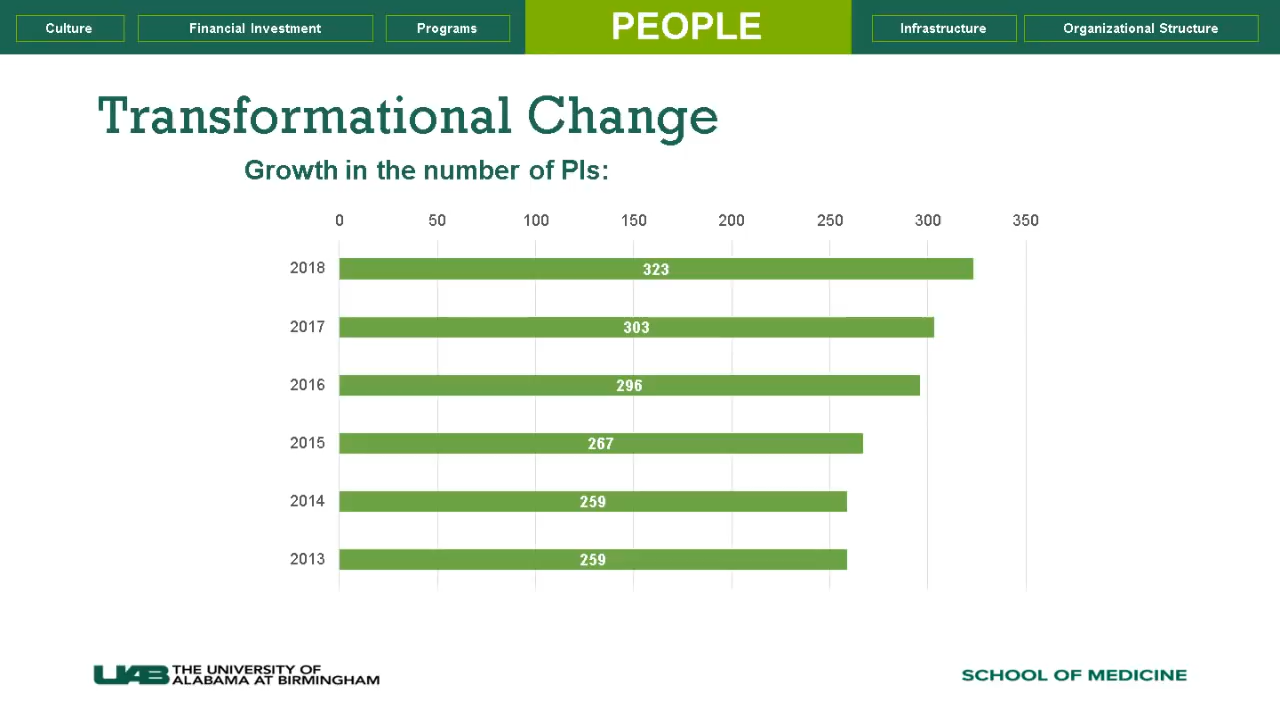 Culture
Financial Investment
Programs
PEOPLE
Infrastructure
Organizational Structure
Transformational Change
Growth in the number of PIs:
0 50 100 150 200 250 300 350
2018 323
2017 303
2016 296
2015 267
2014 259
2013 259
UAB THE UNIVERSITY OF
ALABAMA AT BIRMINGHAM
SCHOOL OF MEDICINE